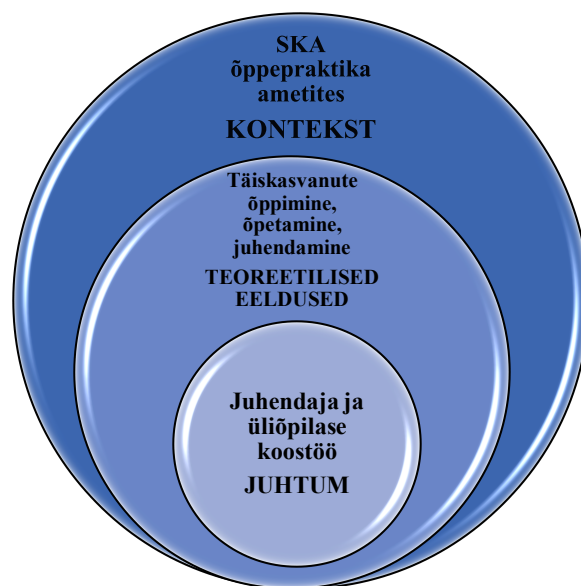 SKA
õppepraktika
ametites
KONTEKST
Täiskasvanute
õppimine,
õpetamine,
juhendamine
TEOREETILISED
EELDUSED
Juhendaja ja
üliõpilase
koostöö
JUHTUM